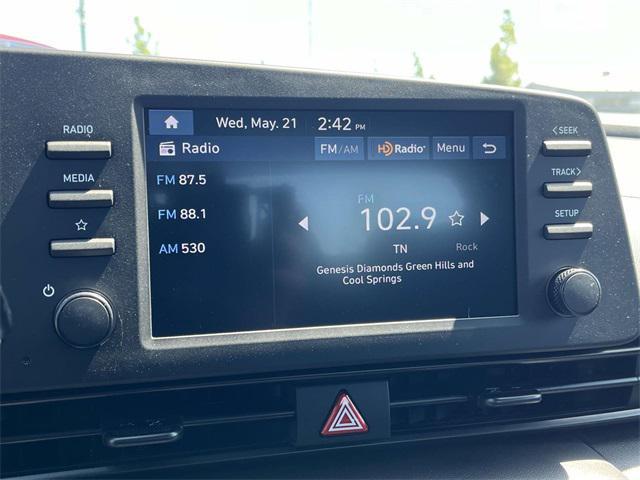 RADIO
MEDIA
Wed, May. 21 2:42 PM
Radio FM/AM HD Radio Menu
FM 87.5
FM 88.1
AM 530
FM
102.9
TN Rock
Genesis Diamonds Green Hills and
Cool Springs
<SEEK
TRACK>
SETUP